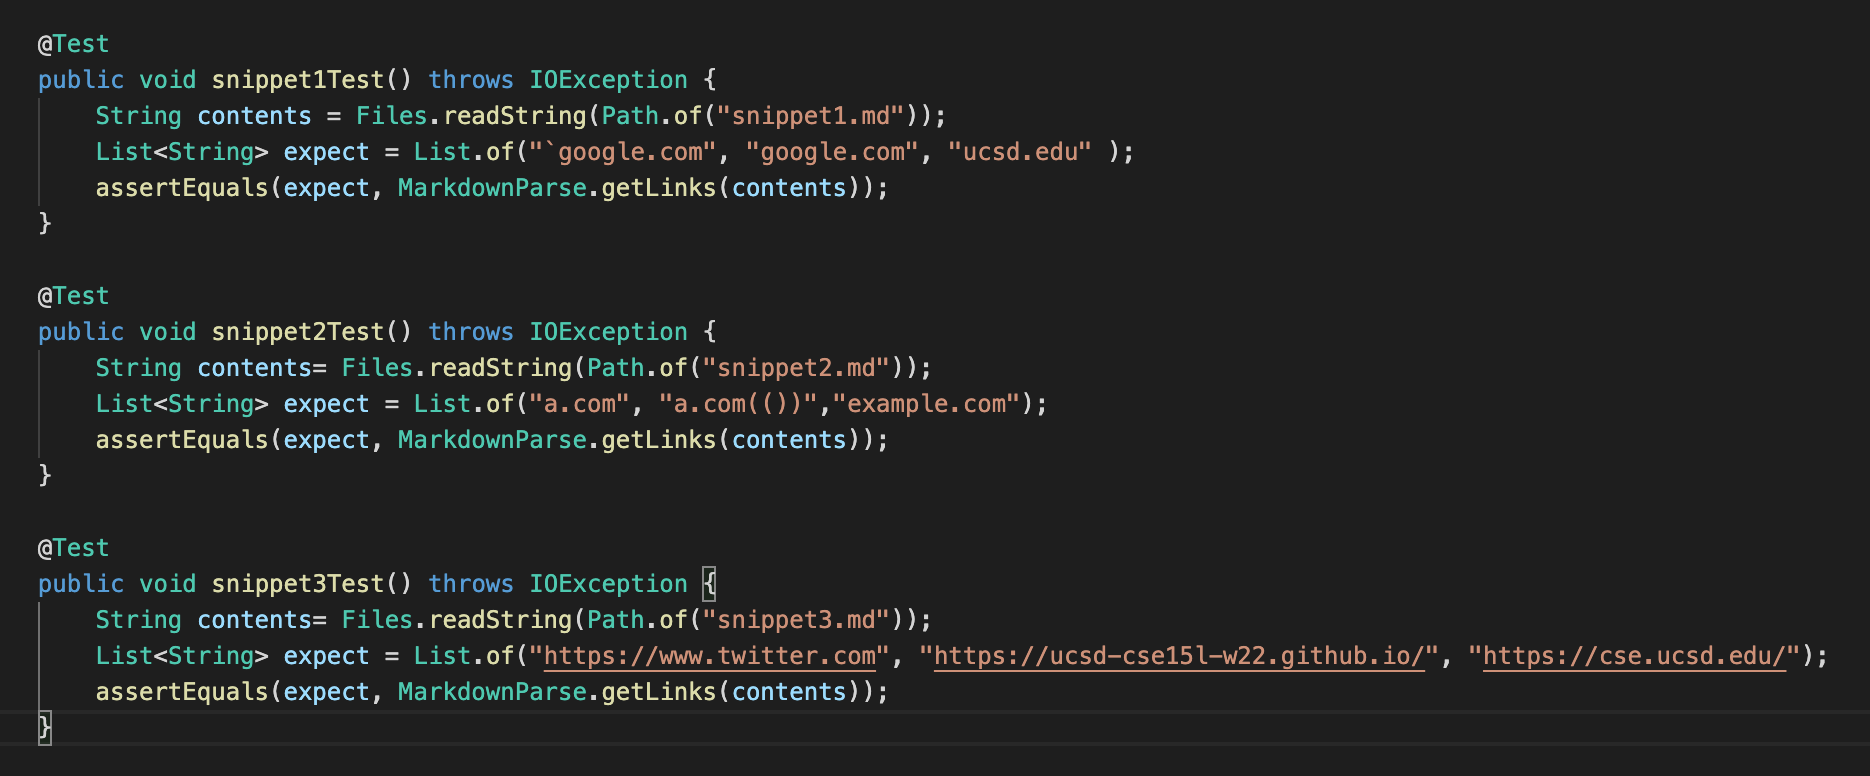 @Test
public void snippet1Test() throws IOException {
    String contents = Files.readString(Path.of("snippet1.md"));
    List<String> expect = List.of("`google.com", "google.com", "ucsd.edu" );
    assertEquals(expect, MarkdownParse.getLinks(contents));
}

@Test
public void snippet2Test() throws IOException {
    String contents= Files.readString(Path.of("snippet2.md"));
    List<String> expect = List.of("a.com", "a.com(())","example.com");
    assertEquals(expect, MarkdownParse.getLinks(contents));
}

@Test
public void snippet3Test() throws IOException {
    String contents= Files.readString(Path.of("snippet3.md"));
    List<String> expect = List.of("https://www.twitter.com", "https://ucsd-cse15l-w22.github.io/", "https://cse.ucsd.edu/");
    assertEquals(expect, MarkdownParse.getLinks(contents));
}